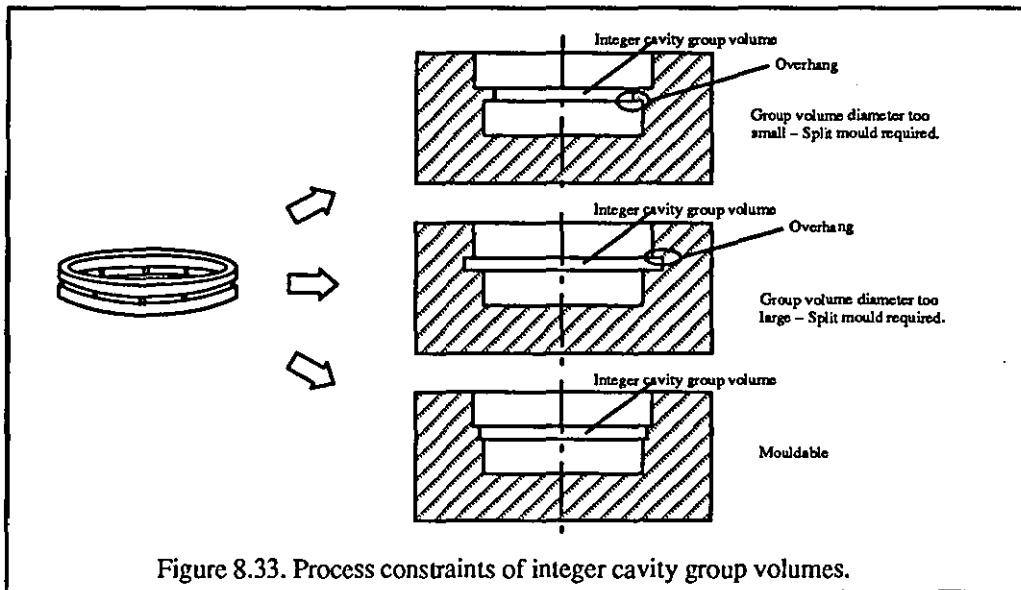 Integer cavity group volume
Overhang
Group volume diameter too
small – Split mould required.
Integer cavity group volume
Overhang
Group volume diameter too
large – Split mould required.
Integer cavity group volume
Mouldable
Figure 8.33. Process constraints of integer cavity group volumes.